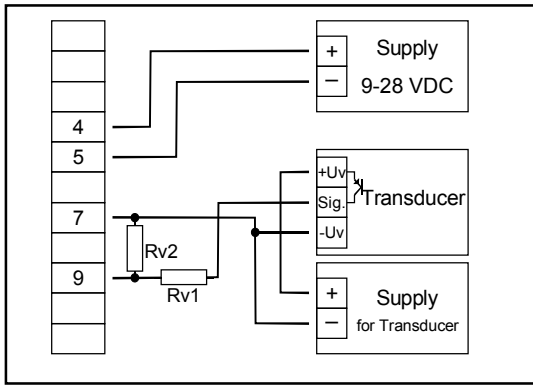 4
5
7
9
Rv2
Rv1
+
−
Supply
9-28 VDC
+Uv
Sig.
-Uv
Transducer
+
−
Supply
for Transducer